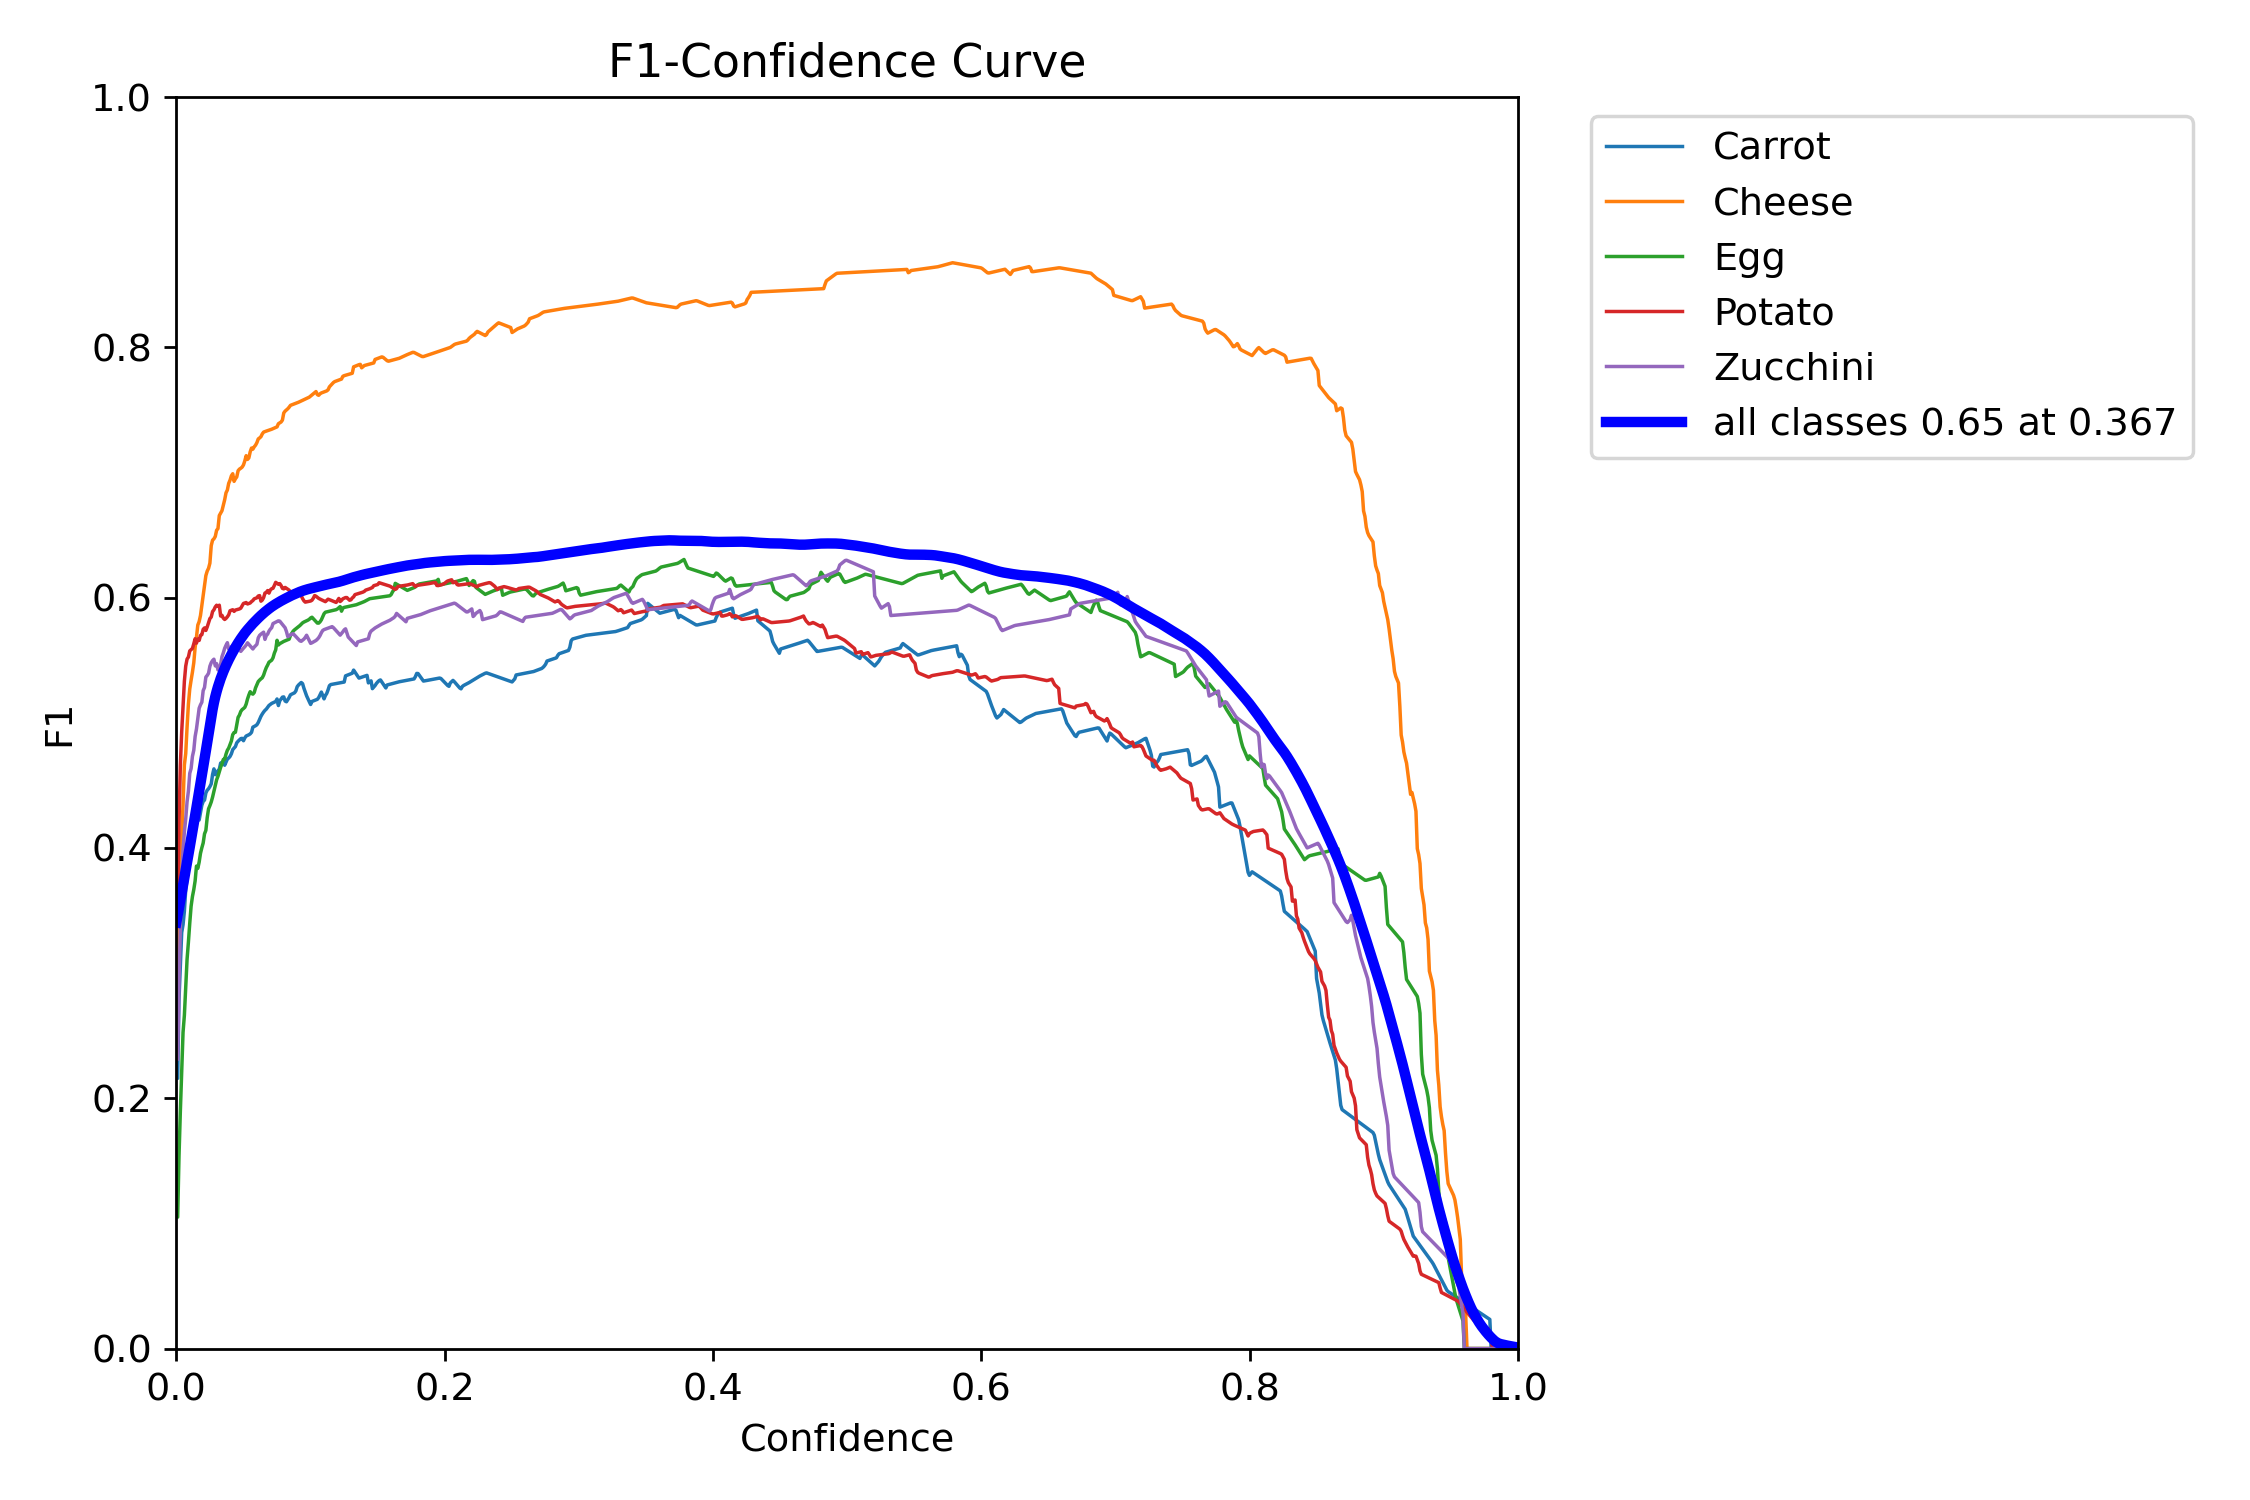 F1-Confidence Curve
1.0
0.8
0.6
0.4
0.2
0.0
F1
0.0 0.2 0.4 0.6 0.8 1.0
Confidence
Carrot
Cheese
Egg
Potato
Zucchini
all classes 0.65 at 0.367